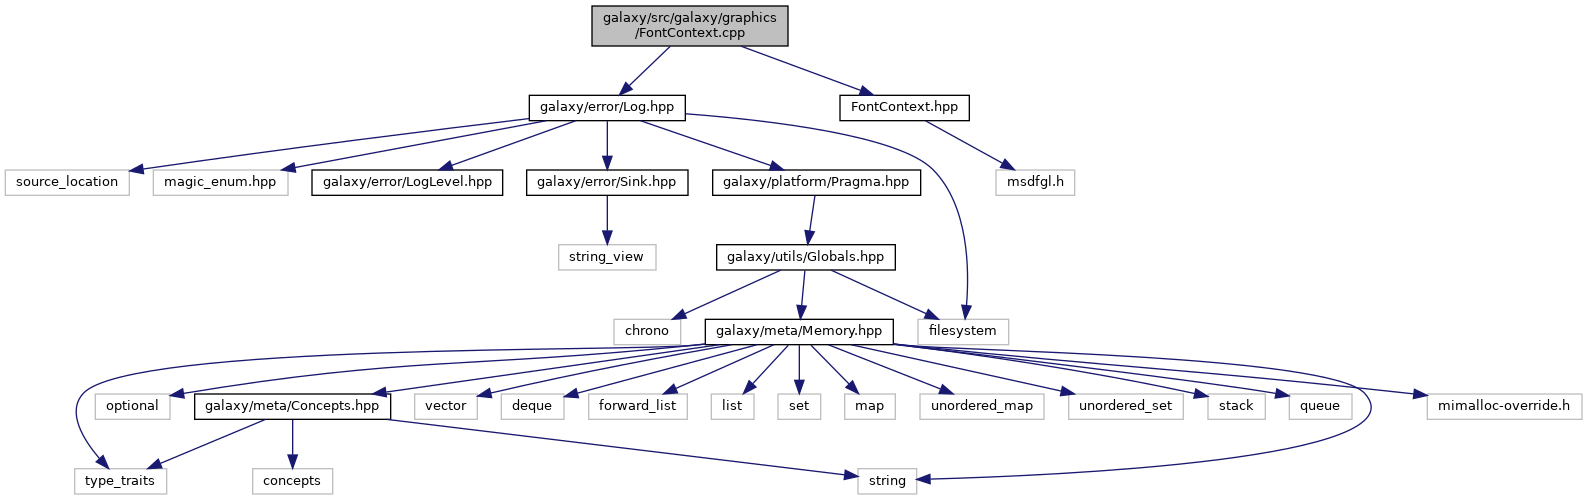 galaxy/src/galaxy/graphics
/FontContext.cpp
galaxy/error/Log.hpp
FontContext.hpp
source_location
magic_enum.hpp
galaxy/error/LogLevel.hpp
galaxy/error/Sink.hpp
galaxy/platform/Pragma.hpp
msdfgl.h
string_view
galaxy/utils/Globals.hpp
chrono
galaxy/meta/Memory.hpp
filesystem
optional
galaxy/meta/Concepts.hpp
vector
deque
forward_list
list
set
map
unordered_map
unordered_set
stack
queue
mimalloc-override.h
type_traits
concepts
string